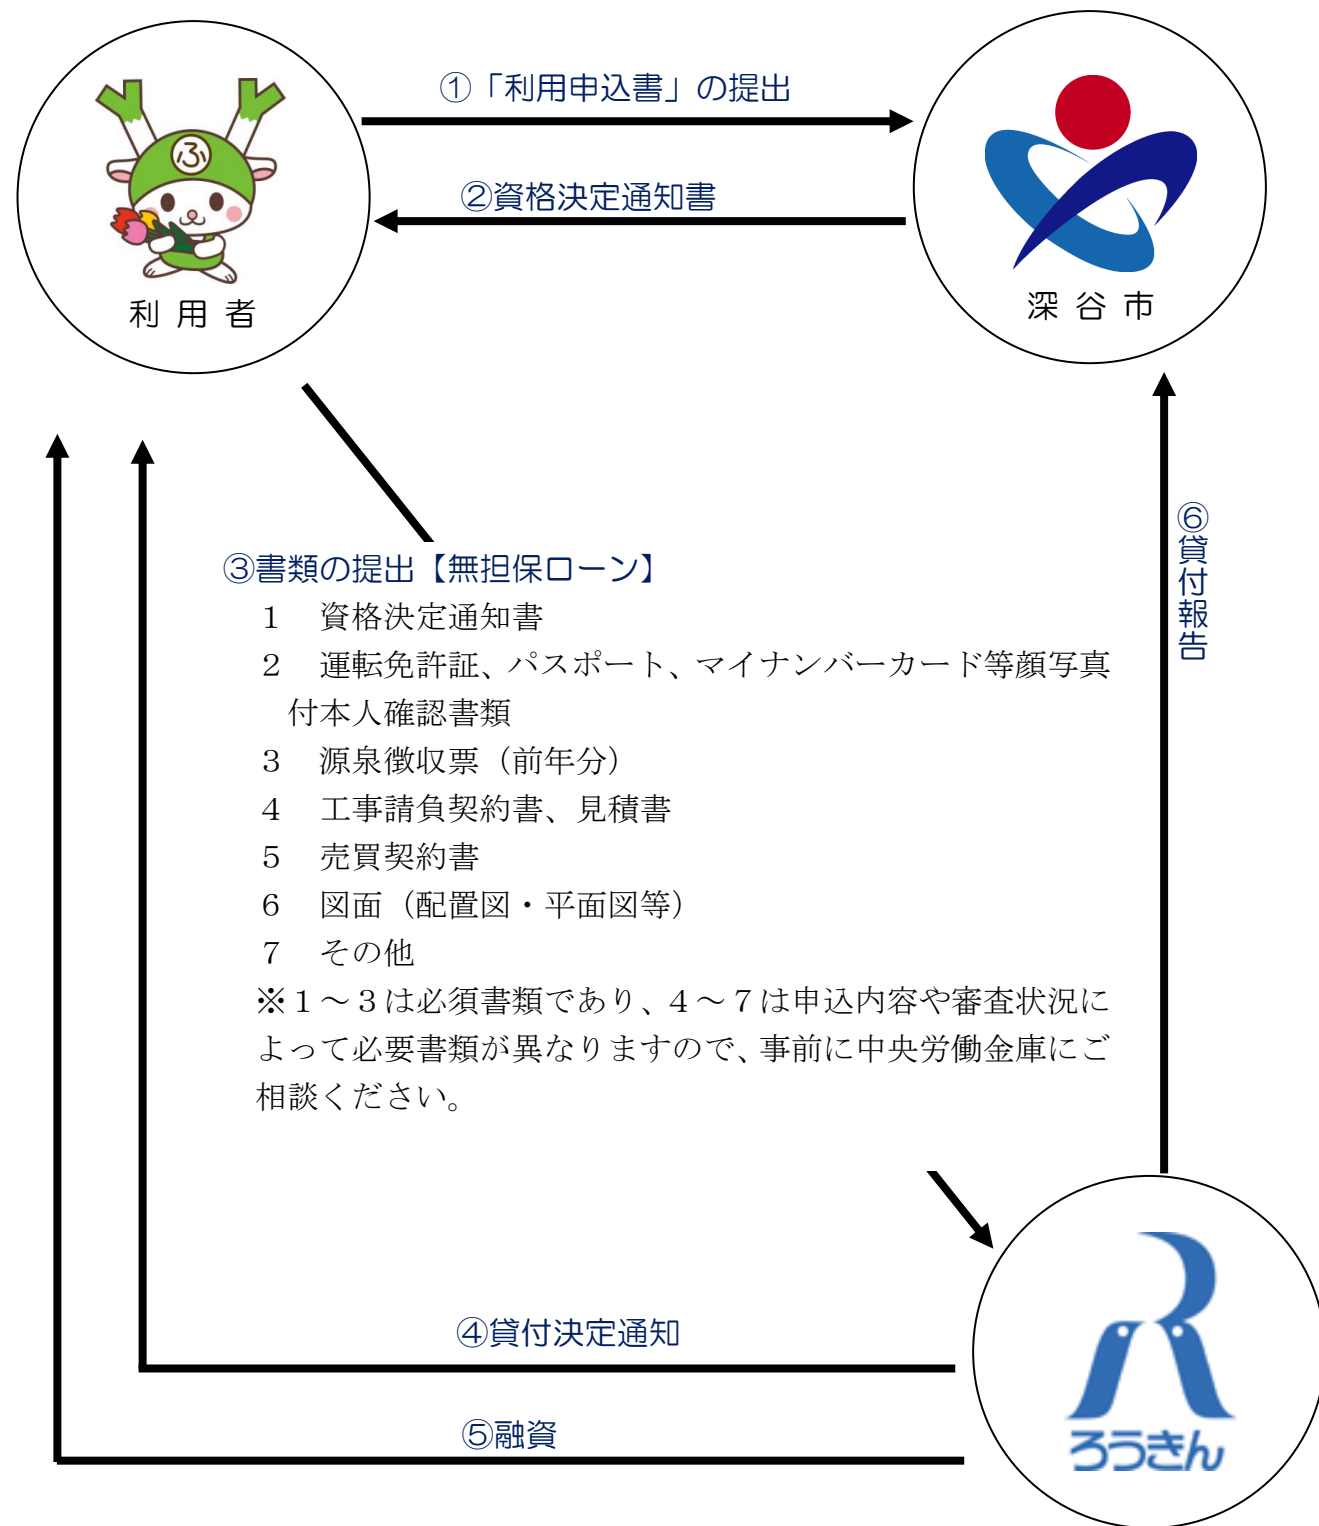 ①「利用申込書」の提出
②資格決定通知書
ふ
利用者
深谷市
⑥貸付報告
③書類の提出【無担保ローン】
１　資格決定通知書
２　運転免許証、パスポート、マイナンバーカード等顔写真
付本人確認書類
３　源泉徴収票（前年分）
４　工事請負契約書、見積書
５　売買契約書
６　図面（配置図・平面図等）
７　その他
※１～３は必須書類であり、４～７は申込内容や審査状況に
よって必要書類が異なりますので、事前に中央労働金庫にご
相談ください。
④貸付決定通知
⑤融資
ろうきん